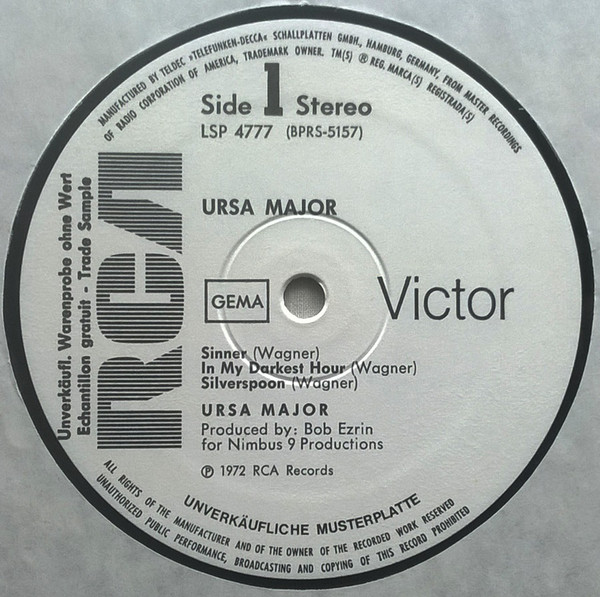 MANUFACTURED BY TELDEC »TELEFUNKEN-DECCA« SCHALLPLATTEN GMBH., HAMBURG, GERMANY, FROM MASTER RECORDINGS
OF RADIO CORPORATION OF AMERICA, TRADEMARK OWNER. TM(S) ® REG. MARCA(S) REGISTRADA(S)
Side 1 Stereo
LSP 4777 (BPRS-5157)
Unverkäufl. Warenprobe ohne Wert
Echantillon gratuit - Trade Sample
RCA
URSA MAJOR
GEMA
Victor
Sinner (Wagner)
In My Darkest Hour (Wagner)
Silverspoon (Wagner)
URSA MAJOR
Produced by: Bob Ezrin
for Nimbus 9 Productions
℗ 1972 RCA Records
UNVERKÄUFLICHE MUSTERPLATTE
ALL RIGHTS OF THE MANUFACTURER AND OF THE OWNER OF THE RECORDED WORK RESERVED
UNAUTHORIZED PUBLIC PERFORMANCE, BROADCASTING AND COPYING OF THIS RECORD PROHIBITED